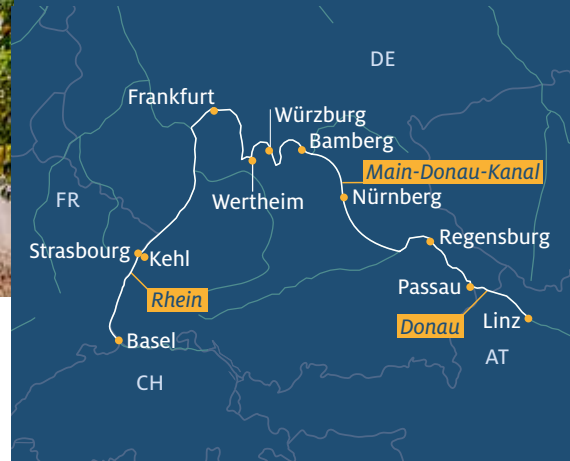 DE
Frankfurt
Würzburg
Bamberg
Main-Donau-Kanal
FR
Wertheim
Nürnberg
Strasbourg
Kehl
Regensburg
Rhein
Passau
Donau
Linz
Basel
AT
CH